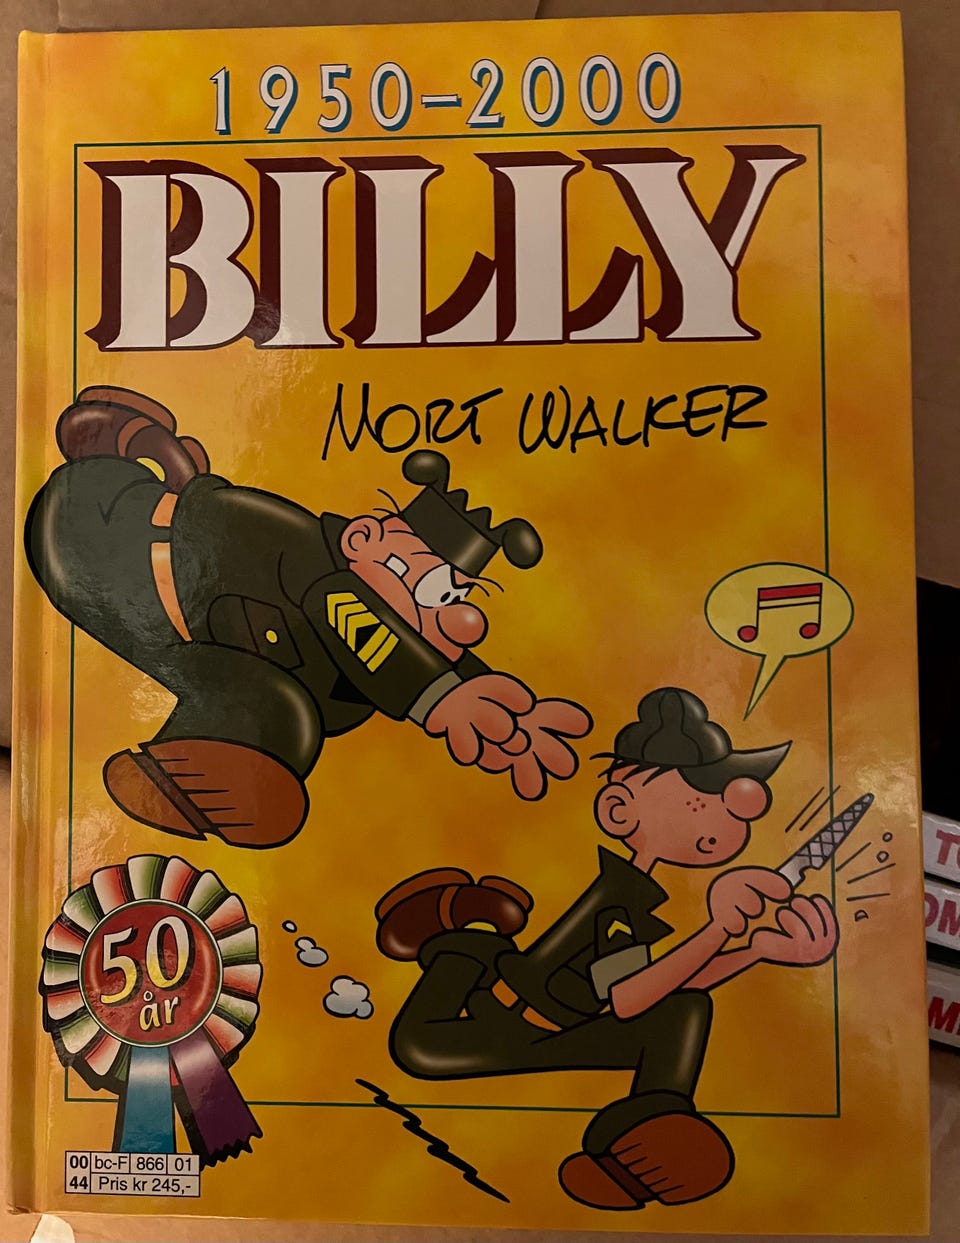 1950-2000
BILLY
MORT WALKER
50
år
00 bc-F 866 01
44 Pris kr 245,-